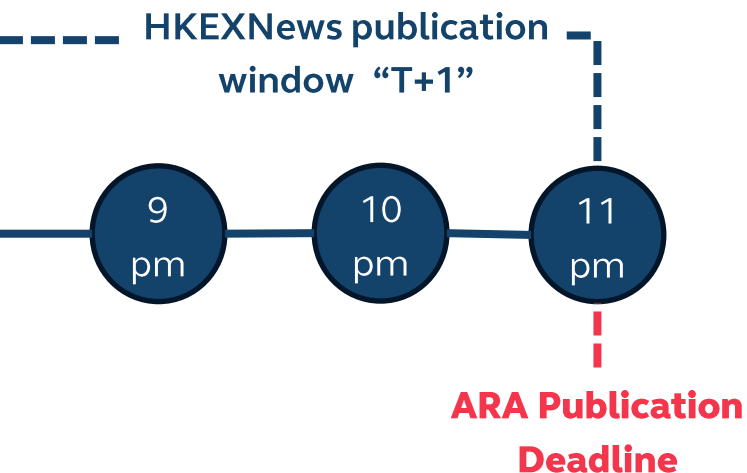 HKEXNews publication
window “T+1”
9
pm
10
pm
11
pm
ARA Publication
Deadline